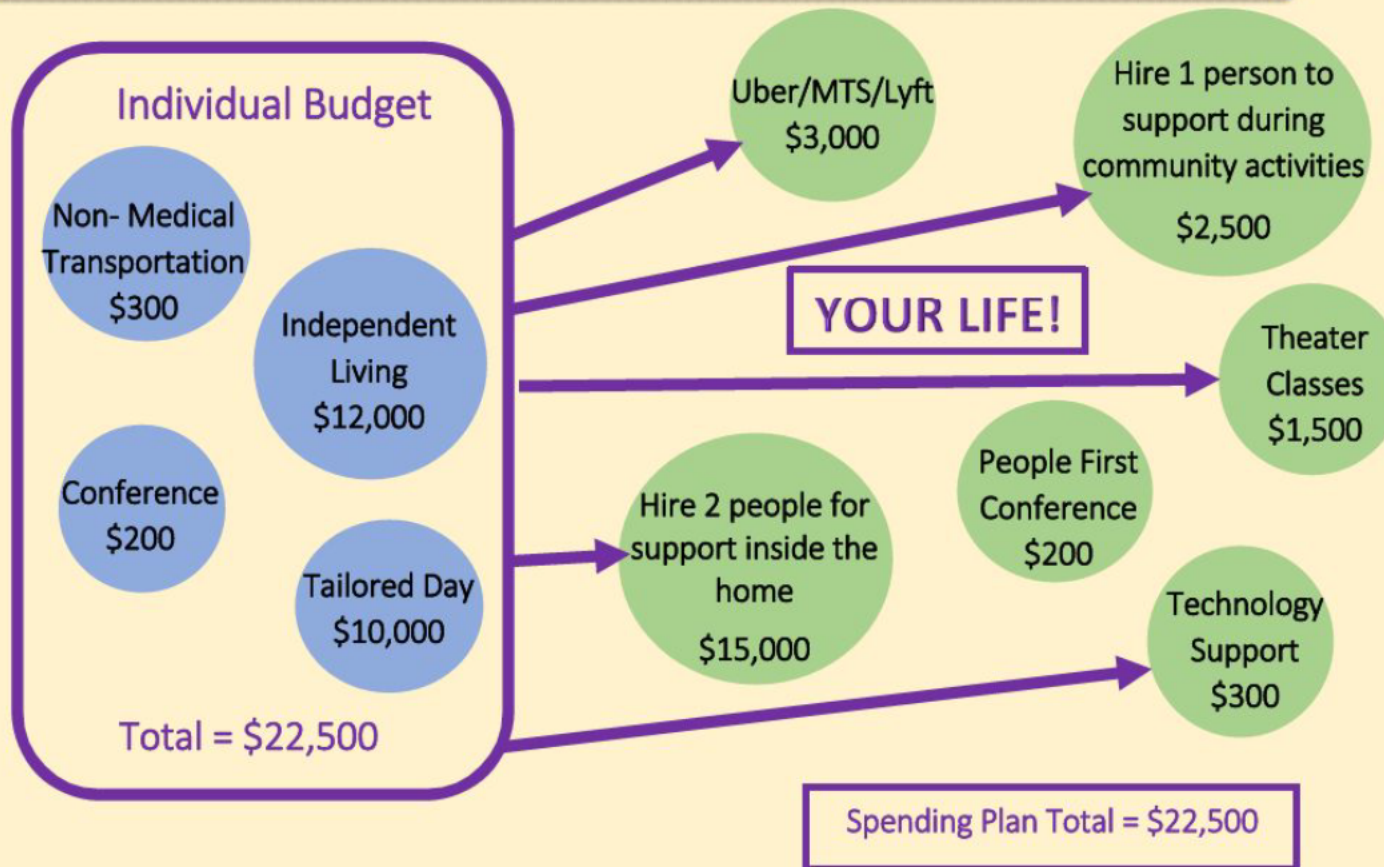 Individual Budget
Non- Medical
Transportation
$300
Independent
Living
$12,000
Conference
$200
Tailored Day
$10,000
Total = $22,500
Uber/MTS/Lyft
$3,000
Hire 1 person to
support during
community activities
$2,500
YOUR LIFE!
Theater
Classes
$1,500
People First
Conference
$200
Hire 2 people for
support inside the
home
$15,000
Technology
Support
$300
Spending Plan Total = $22,500